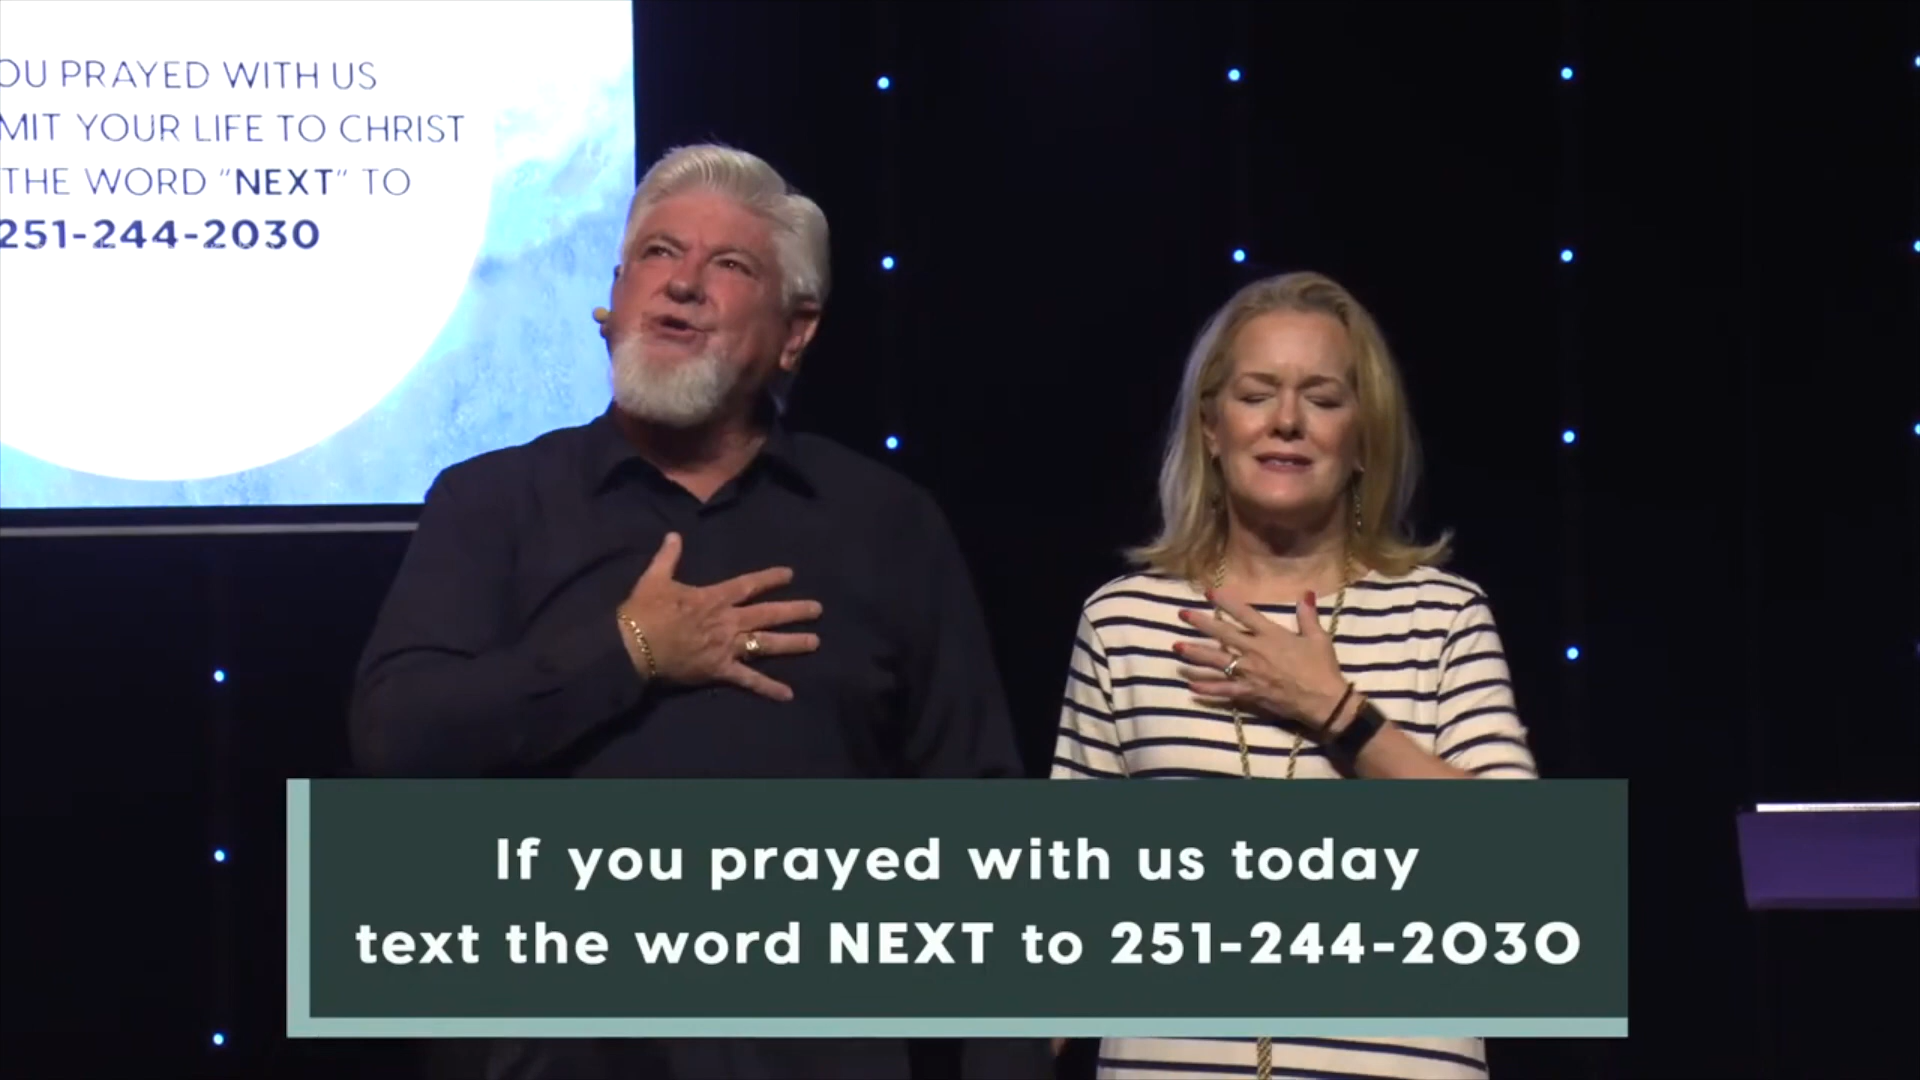 OU PRAYED WITH US
MIT YOUR LIFE TO CHRIST
THE WORD "NEXT" TO
251-244-2030
If you prayed with us today
text the word NEXT to 251-244-2030